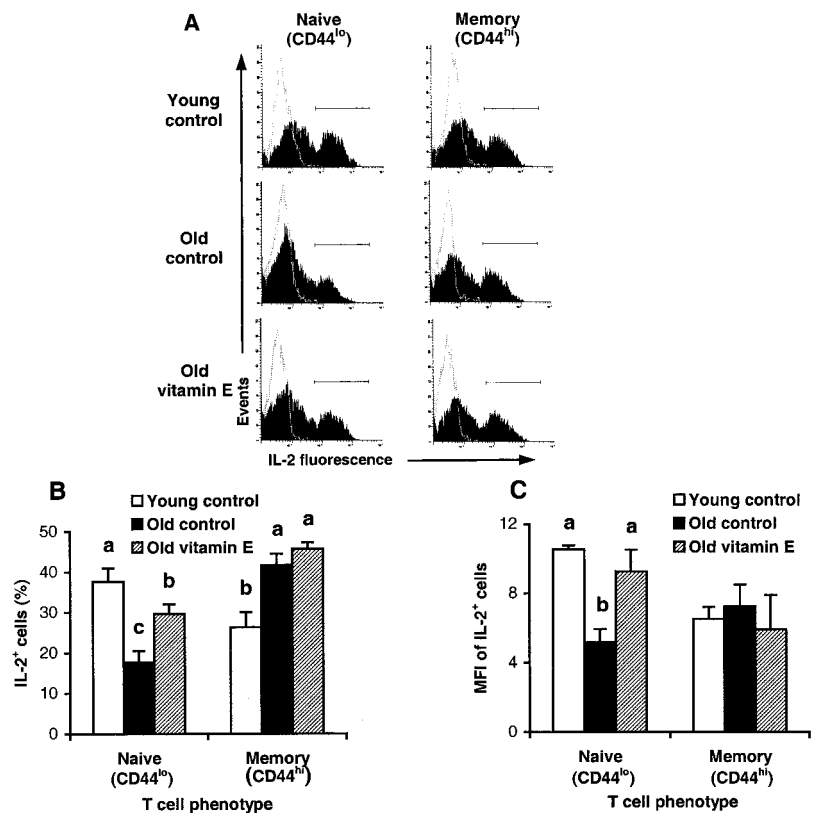 A
Naive
(CD44lo)
Memory
(CD44hi)
Young
control
Old
control
Old
vitamin E
Events
IL-2 fluorescence
B
Young control
Old control
Old vitamin E
50
40
30
20
10
0
IL-2+ cells (%)
a
c
b
b
a
a
Naive
(CD44lo)
Memory
(CD44hi)
T cell phenotype
C
Young control
Old control
Old vitamin E
12
8
4
0
MFI of IL-2+ cells
a
b
a
Naive
(CD44lo)
Memory
(CD44hi)
T cell phenotype